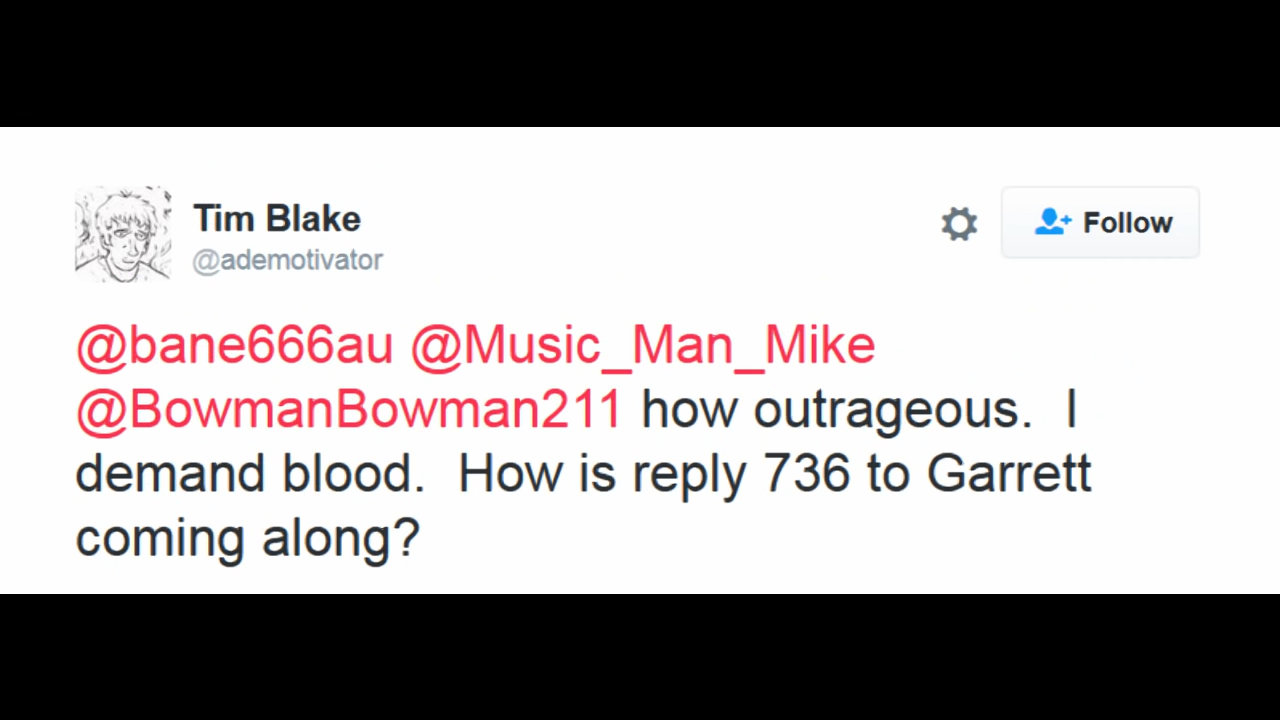 Tim Blake
@ademotivator
Follow
@bane666au @Music_Man_Mike
@BowmanBowman211 how outrageous.  I
demand blood.  How is reply 736 to Garrett
coming along?